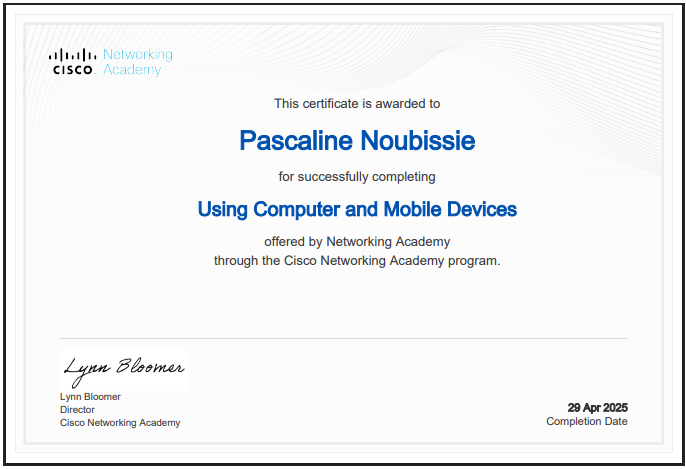 Networking
CISCO Academy
This certificate is awarded to
Pascaline Noubissie
for successfully completing
Using Computer and Mobile Devices
offered by Networking Academy
through the Cisco Networking Academy program.
Lynn Bloomer
Lynn Bloomer
Director
Cisco Networking Academy
29 Apr 2025
Completion Date